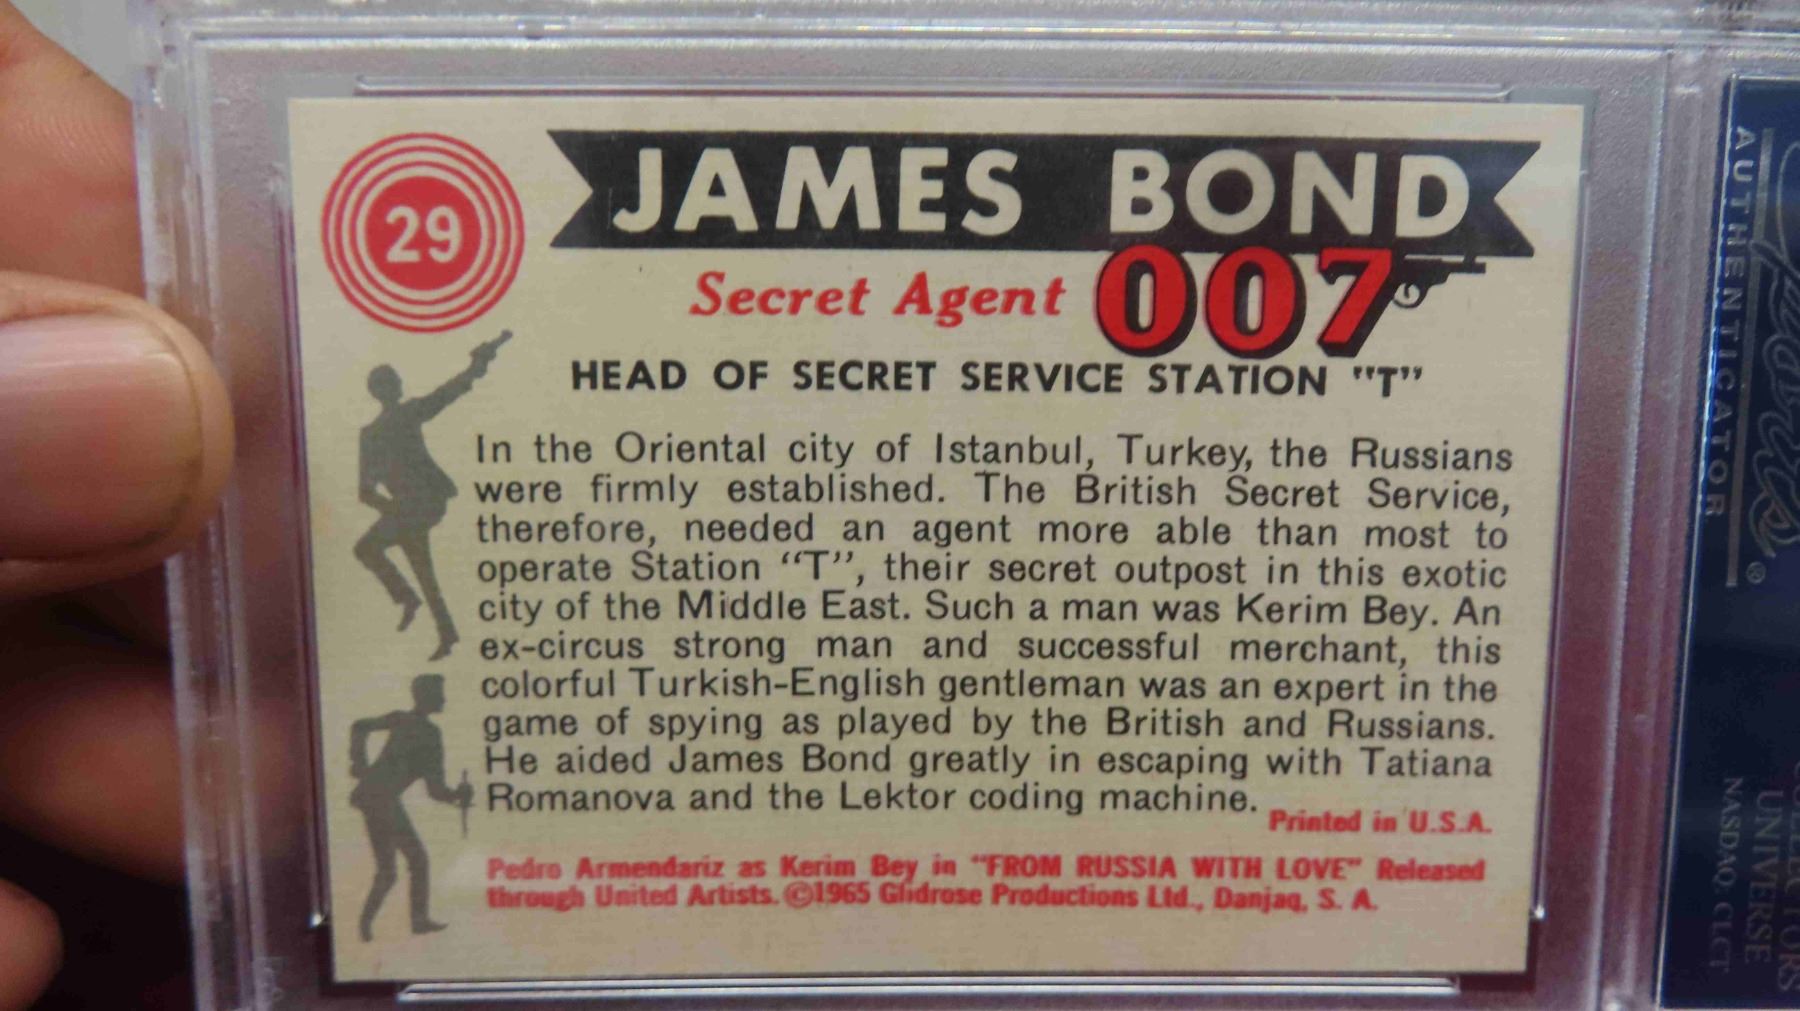 29
JAMES BOND
Secret Agent 007
HEAD OF SECRET SERVICE STATION "T"
In the Oriental city of Istanbul, Turkey, the Russians
were firmly established. The British Secret Service,
therefore, needed an agent more able than most to
operate Station "T", their secret outpost in this exotic
city of the Middle East. Such a man was Kerim Bey. An
ex-circus strong man and successful merchant, this
colorful Turkish-English gentleman was an expert in the
game of spying as played by the British and Russians.
He aided James Bond greatly in escaping with Tatiana
Romanova and the Lektor coding machine.
Printed in U.S.A.
Pedro Armendariz as Kerim Bey in "FROM RUSSIA WITH LOVE" Released
through United Artists. ©1965 Glidrose Productions Ltd., Danjaq, S. A.
AUTHENTICATOR
®
COLLECTORS
UNIVERSE
NASDAQ: CLCT